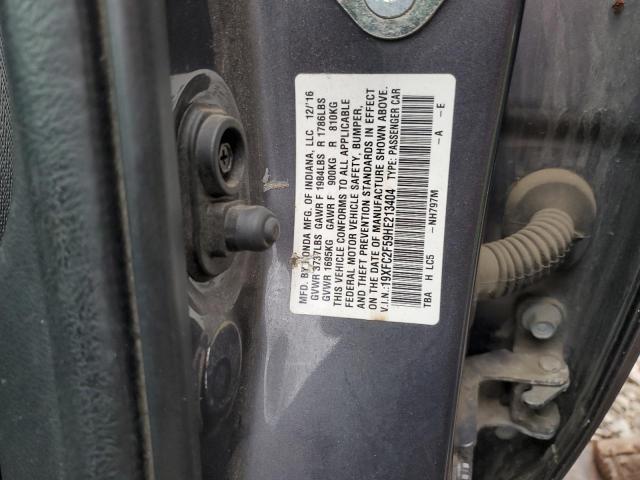 MFD. BY HONDA MFG. OF INDIANA, LLC 12/16
GVWR 3737LBS GAWR F 1984LBS R 1786LBS
GVWR 1695KG GAWR F 900KG R 810KG
THIS VEHICLE CONFORMS TO ALL APPLICABLE
FEDERAL MOTOR VEHICLE SAFETY, BUMPER,
AND THEFT PREVENTION STANDARDS IN EFFECT
ON THE DATE OF MANUFACTURE SHOWN ABOVE.
V.I.N.:19XFC2F59HE213404 TYPE: PASSENGER CAR
TBA H LC5 -NH797M -A -E